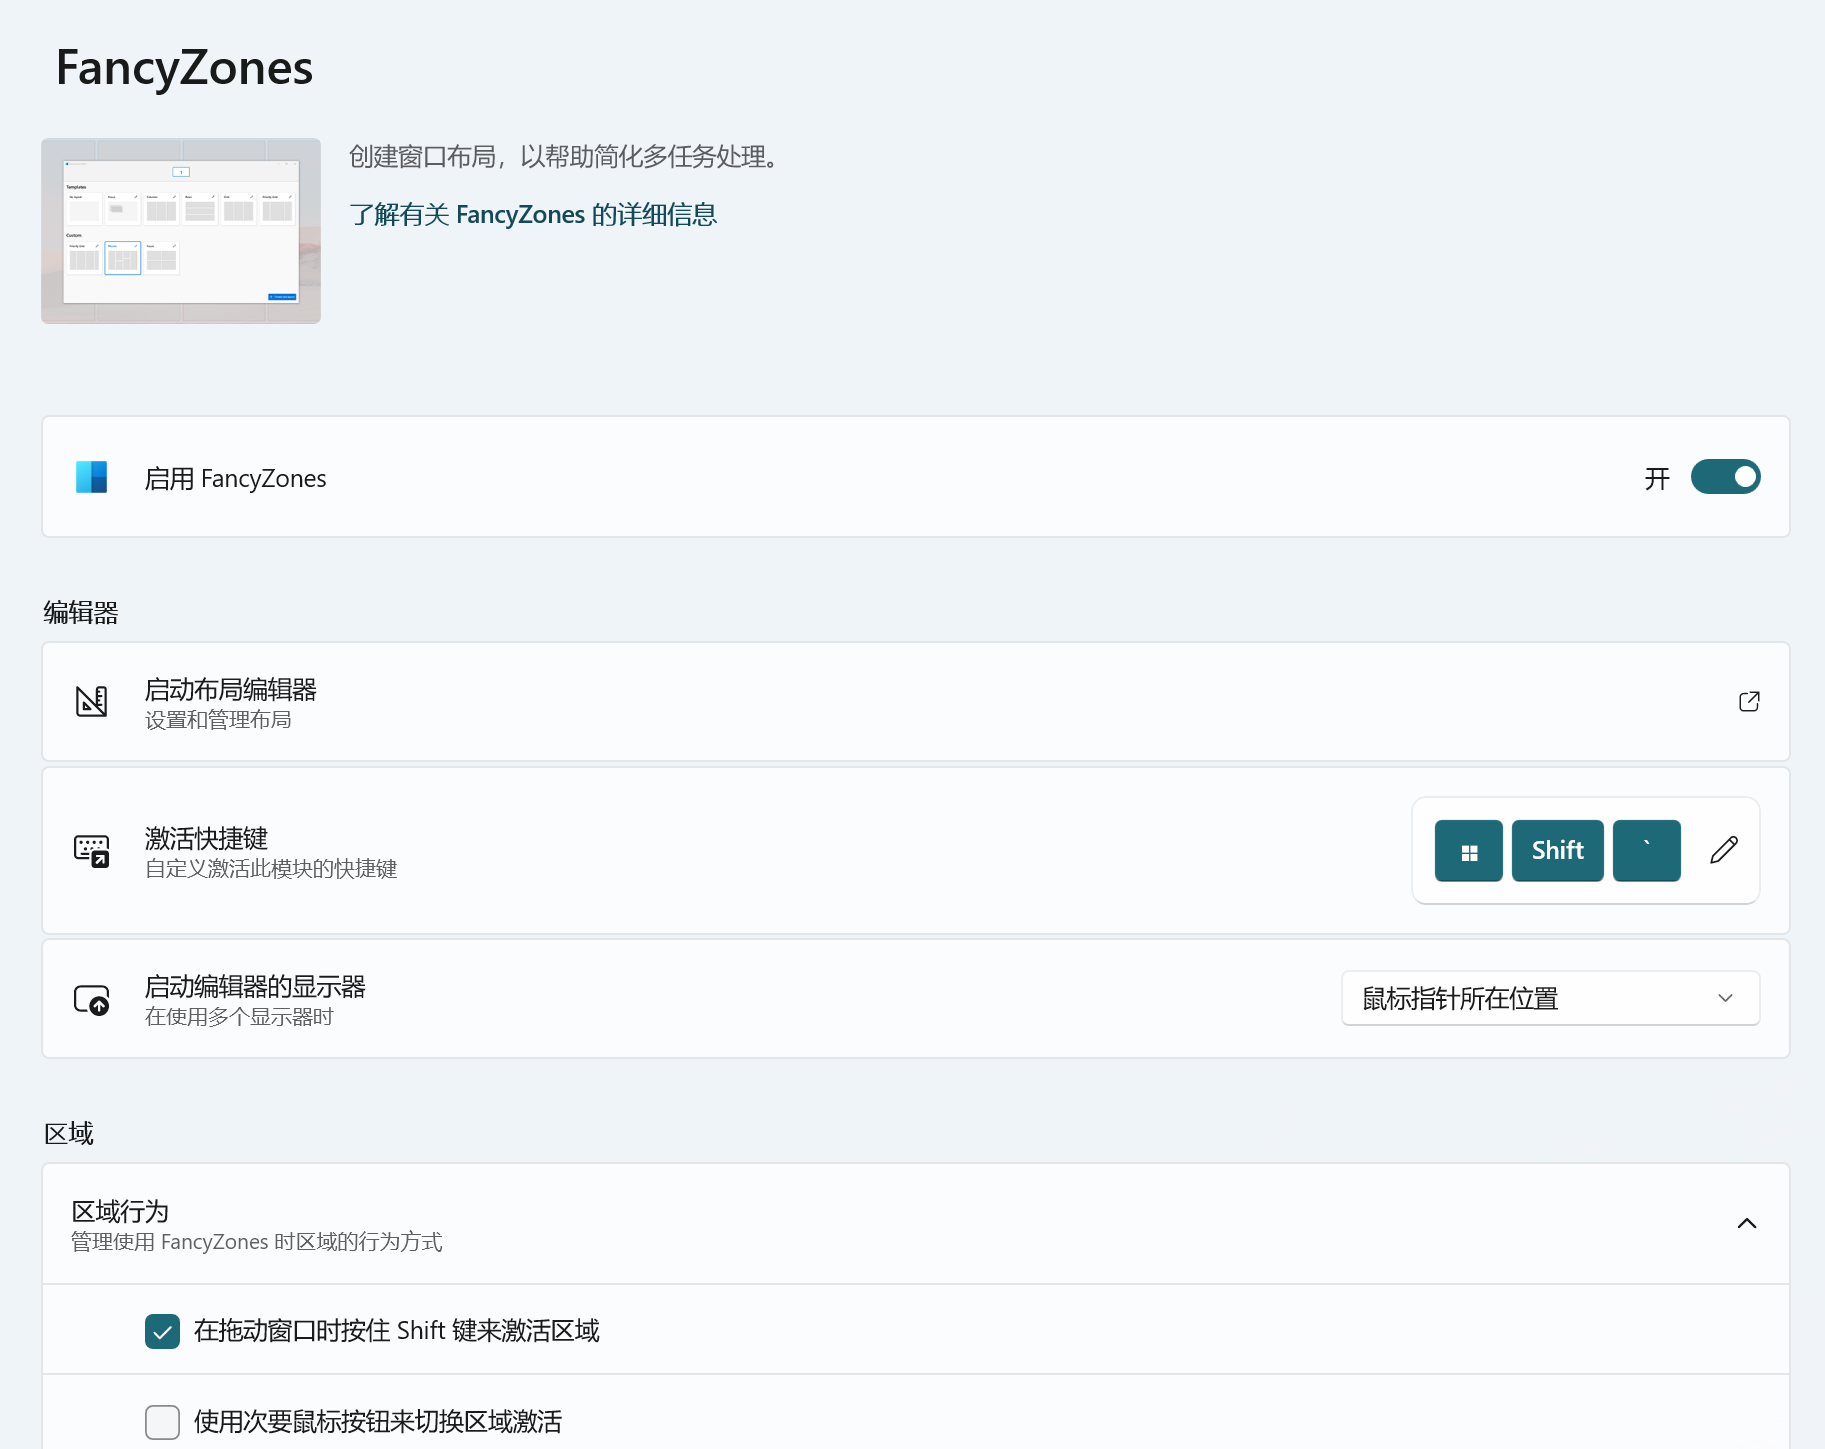 FancyZones
创建窗口布局，以帮助简化多任务处理。
了解有关 FancyZones 的详细信息
Templates
Custom
启用 FancyZones
开
编辑器
启动布局编辑器
设置和管理布局
激活快捷键
自定义激活此模块的快捷键
Shift
`
启动编辑器的显示器
在使用多个显示器时
鼠标指针所在位置
区域
区域行为
管理使用 FancyZones 时区域的行为方式
在拖动窗口时按住 Shift 键来激活区域
使用次要鼠标按钮来切换区域激活